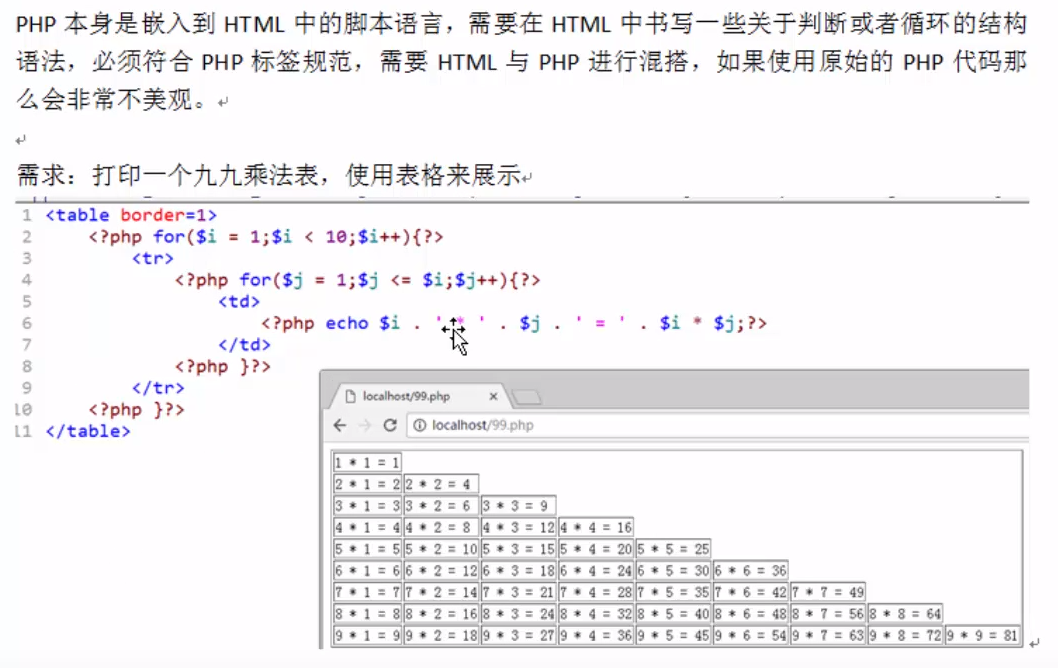 PHP 本身是嵌入到 HTML 中的脚本语言，需要在 HTML 中书写一些关于判断或者循环的结构
语法，必须符合 PHP 标签规范，需要 HTML 与 PHP 进行混搭，如果使用原始的 PHP 代码那
么会非常不美观。
需求：打印一个九九乘法表，使用表格来展示
1 <table border=1>
2 <?php for($i = 1;$i < 10;$i++){?>
3 <tr>
4 <?php for($j = 1;$j <= $i;$j++){?>
5 <td>
6 <?php echo $i . ' * ' . $j . ' = ' . $i * $j;?>
7 </td>
8 <?php }?>
9 </tr>
10 <?php }?>
11 </table>
localhost/99.php
localhost/99.php
1 * 1 = 1
2 * 1 = 2 2 * 2 = 4
3 * 1 = 3 3 * 2 = 6 3 * 3 = 9
4 * 1 = 4 4 * 2 = 8 4 * 3 = 12 4 * 4 = 16
5 * 1 = 5 5 * 2 = 10 5 * 3 = 15 5 * 4 = 20 5 * 5 = 25
6 * 1 = 6 6 * 2 = 12 6 * 3 = 18 6 * 4 = 24 6 * 5 = 30 6 * 6 = 36
7 * 1 = 7 7 * 2 = 14 7 * 3 = 21 7 * 4 = 28 7 * 5 = 35 7 * 6 = 42 7 * 7 = 49
8 * 1 = 8 8 * 2 = 16 8 * 3 = 24 8 * 4 = 32 8 * 5 = 40 8 * 6 = 48 8 * 7 = 56 8 * 8 = 64
9 * 1 = 9 9 * 2 = 18 9 * 3 = 27 9 * 4 = 36 9 * 5 = 45 9 * 6 = 54 9 * 7 = 63 9 * 8 = 72 9 * 9 = 81